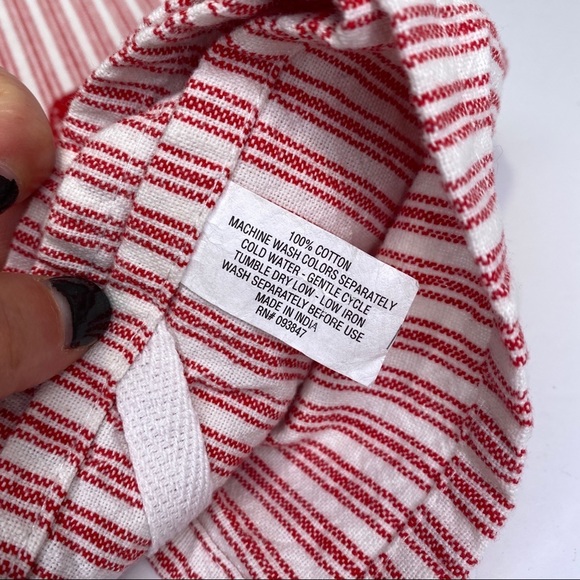 100% COTTON
MACHINE WASH COLORS SEPARATELY
COLD WATER - GENTLE CYCLE
TUMBLE DRY LOW - LOW IRON
WASH SEPARATELY BEFORE USE
MADE IN INDIA
RN# 093847